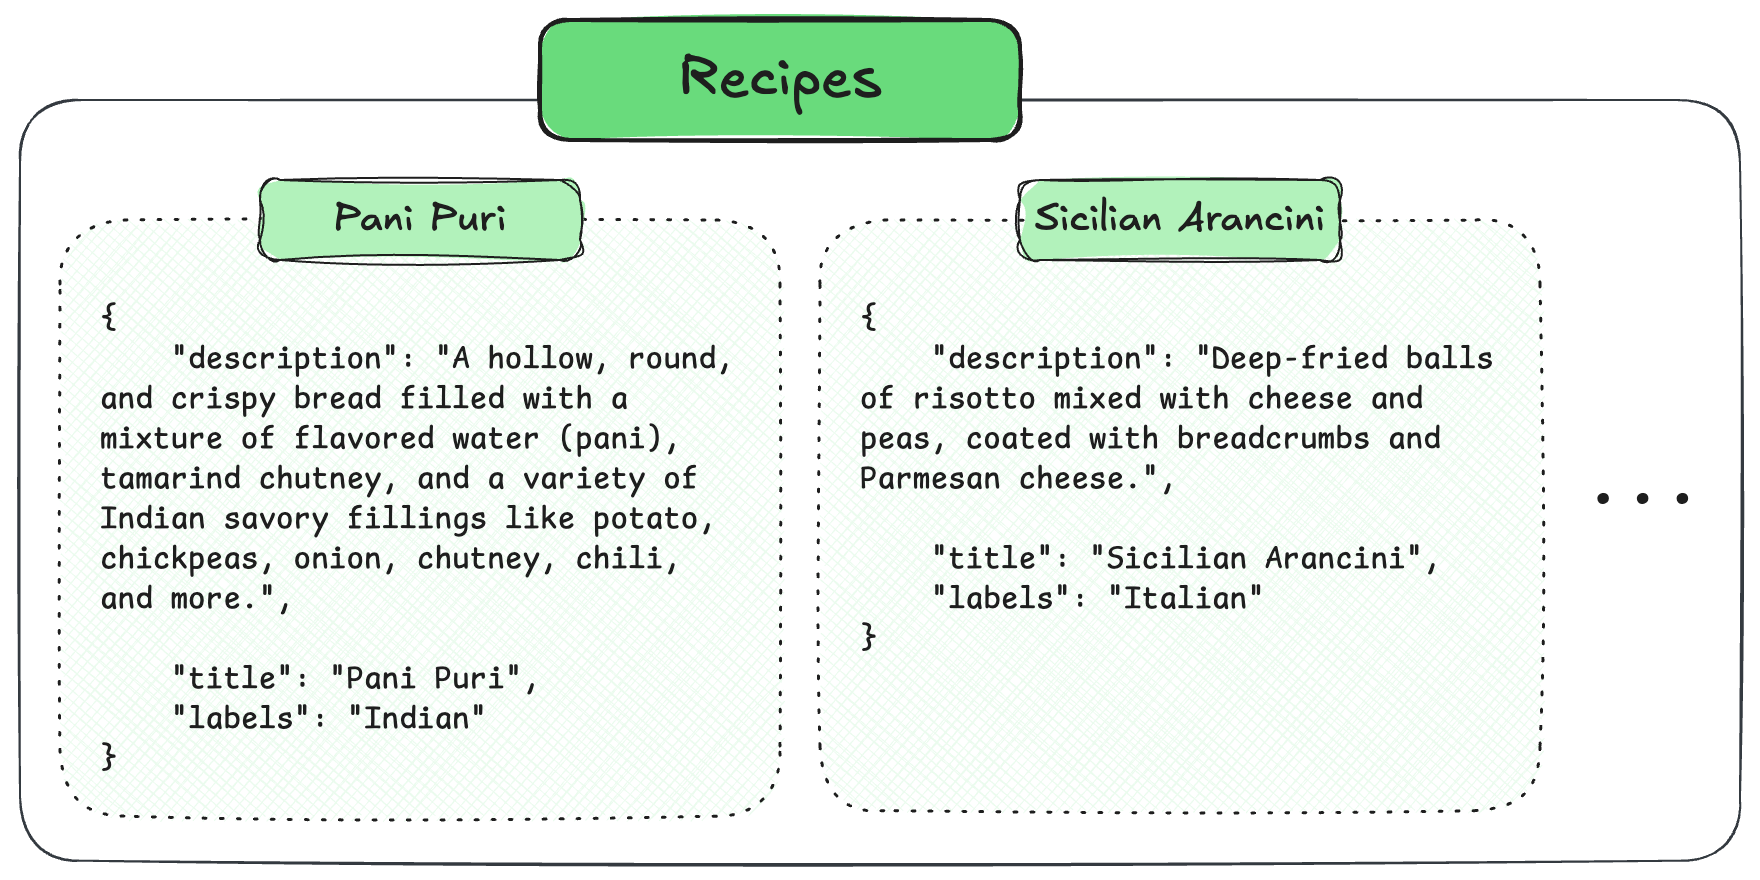 Recipes
Pani Puri
{
"description": "A hollow, round,
and crispy bread filled with a
mixture of flavored water (pani),
tamarind chutney, and a variety of
Indian savory fillings like potato,
chickpeas, onion, chutney, chili,
and more.",
"title": "Pani Puri",
"labels": "Indian"
}
Sicilian Arancini
{
"description": "Deep-fried balls
of risotto mixed with cheese and
peas, coated with breadcrumbs and
Parmesan cheese.",
"title": "Sicilian Arancini",
"labels": "Italian"
}
...